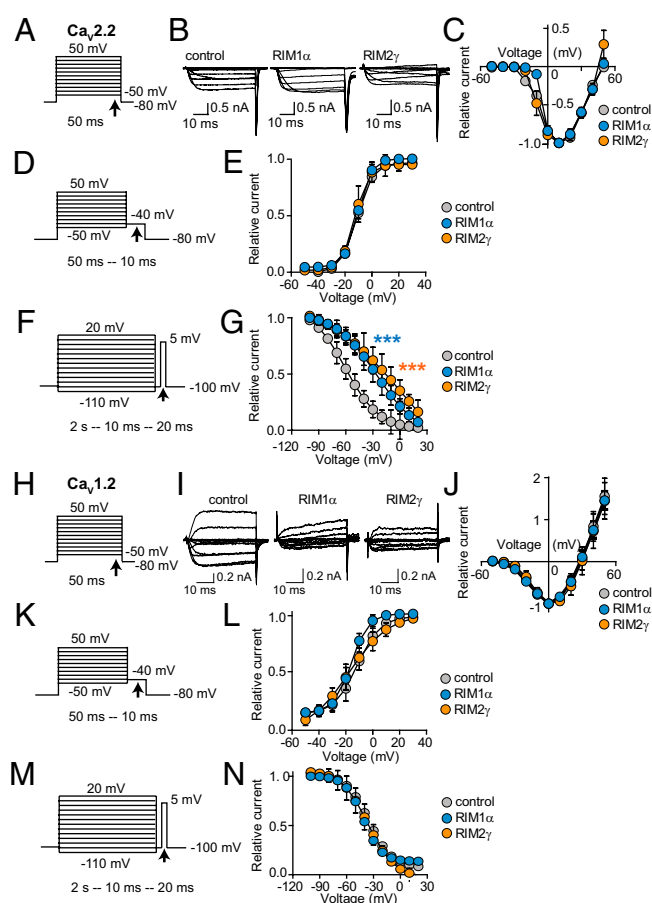 A
Cav2.2
50 mV
-50 mV
-80 mV
50 ms
B
control
RIM1α
RIM2γ
0.5 nA
10 ms
0.5 nA
10 ms
0.5 nA
10 ms
C
Relative current
0.5
Voltage (mV)
-60
60
-0.5
-1.0
control
RIM1α
RIM2γ
D
50 mV
-40 mV
-50 mV
-80 mV
50 ms -- 10 ms
E
Relative current
1.0
0.5
0.0
-60 -40 -20 0 20 40
Voltage (mV)
control
RIM1α
RIM2γ
F
20 mV
5 mV
-100 mV
-110 mV
2 s -- 10 ms -- 20 ms
G
Relative current
1.0
0.5
0.0
***
***
-120 -90 -60 -30 0 30
Voltage (mV)
control
RIM1α
RIM2γ
H
Cav1.2
50 mV
-50 mV
-80 mV
50 ms
I
control
RIM1α
RIM2γ
0.2 nA
10 ms
0.2 nA
10 ms
0.2 nA
10 ms
J
Relative current
2
1
Voltage (mV)
-60
60
-1
control
RIM1α
RIM2γ
K
50 mV
-40 mV
-50 mV
-80 mV
50 ms -- 10 ms
L
Relative current
1.0
0.5
0.0
-60 -40 -20 0 20 40
Voltage (mV)
control
RIM1α
RIM2γ
M
20 mV
5 mV
-100 mV
-110 mV
2 s -- 10 ms -- 20 ms
N
Relative current
1.0
0.5
0.0
-120 -90 -60 -30 0 30
Voltage (mV)
control
RIM1α
RIM2γ